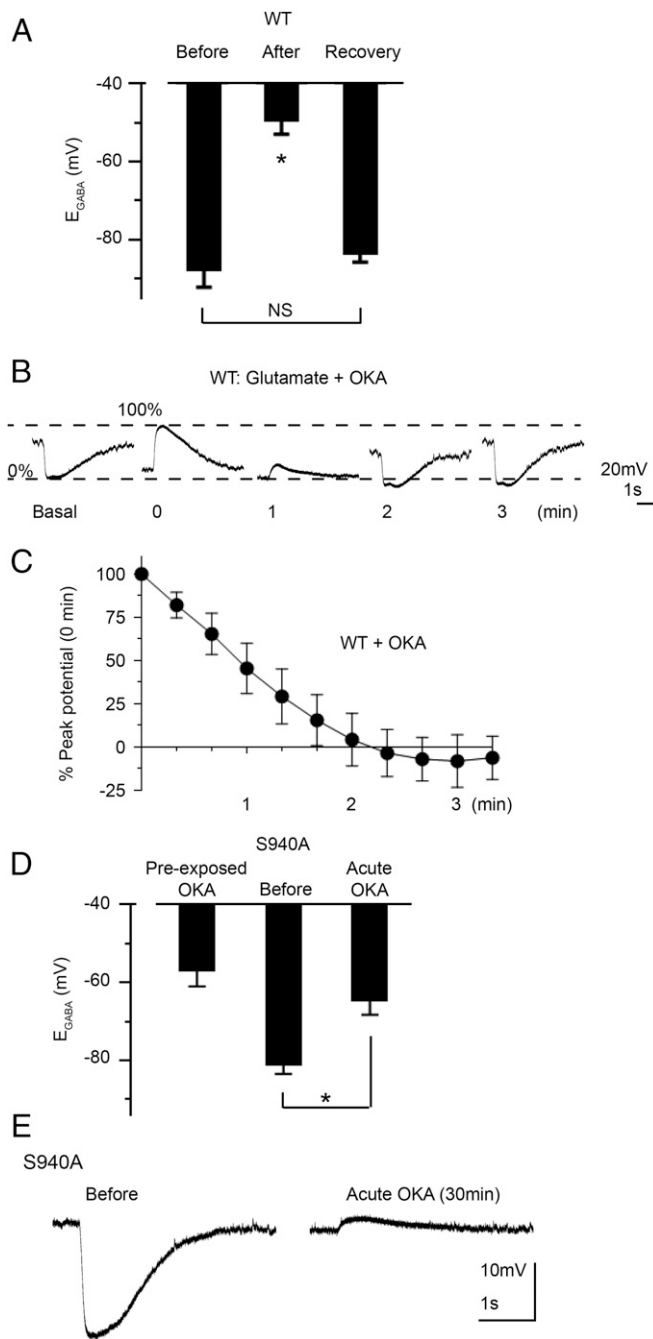 A
WT
Before After Recovery
-40
-60
-80
E_GABA (mV)
*
NS
B
WT: Glutamate + OKA
100%
0%
20mV
1s
Basal 0 1 2 3 (min)
C
100
75
50
25
0
-25
% Peak potential (0 min)
WT + OKA
1 2 3 (min)
S940A
D
Pre-exposed OKA
Before
Acute OKA
-40
-60
-80
E_GABA (mV)
*
E
S940A
Before Acute OKA (30min)
10mV
1s